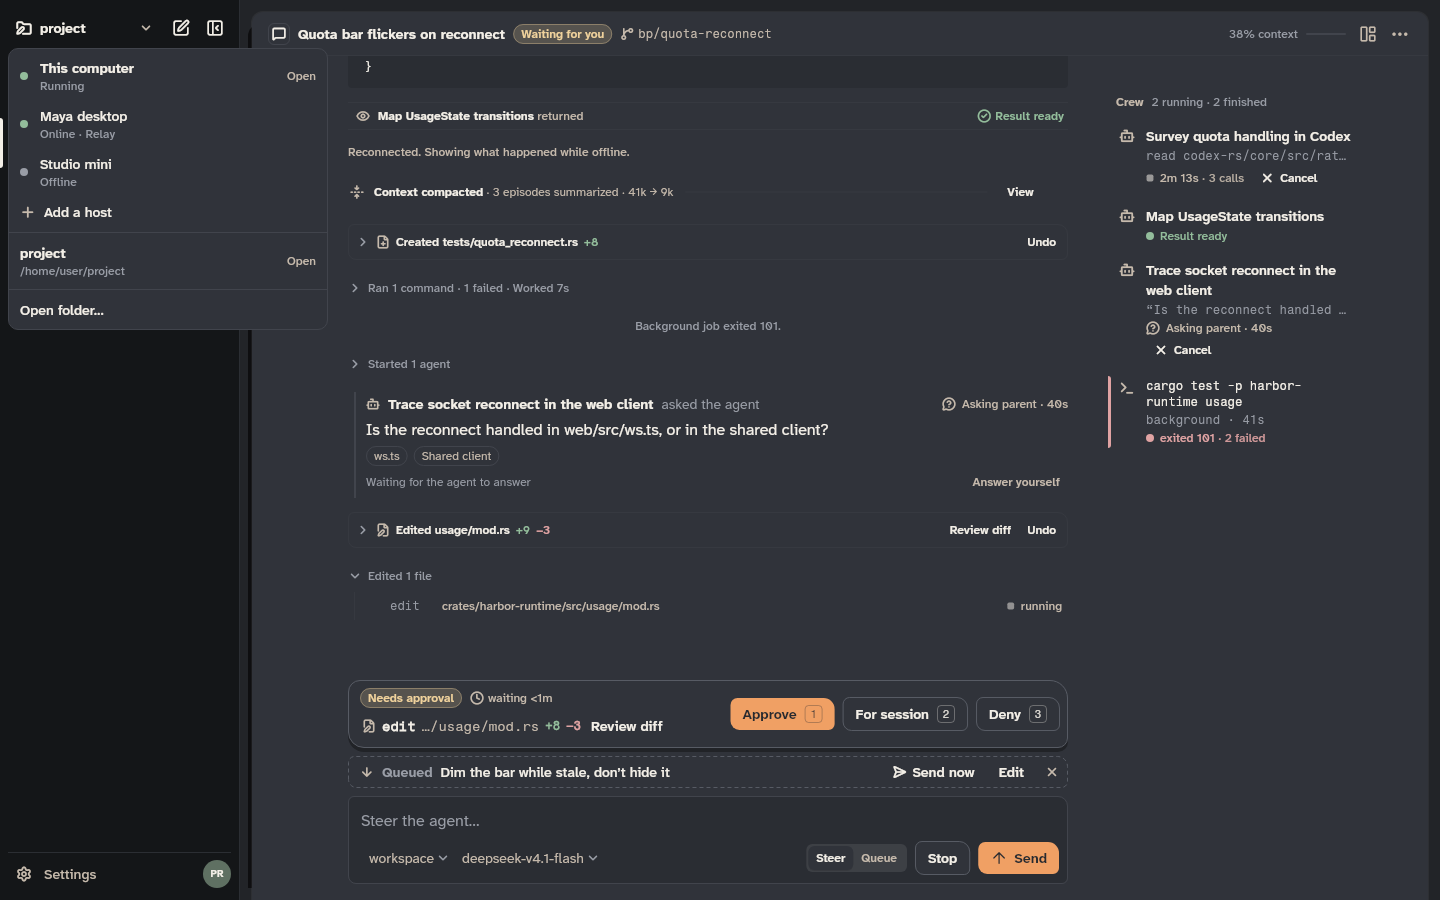 project
This computer
Running
Open
Maya desktop
Online · Relay
Studio mini
Offline
Add a host
project
/home/user/project
Open
Open folder...
Settings
PR
Quota bar flickers on reconnect
Waiting for you
bp/quota-reconnect
38% context
}
Map UsageState transitions returned
Result ready
Reconnected. Showing what happened while offline.
Context compacted · 3 episodes summarized · 41k → 9k
View
Created tests/quota_reconnect.rs +8
Undo
Ran 1 command · 1 failed · Worked 7s
Background job exited 101.
Started 1 agent
Trace socket reconnect in the web client asked the agent
Asking parent · 40s
Is the reconnect handled in web/src/ws.ts, or in the shared client?
ws.ts
Shared client
Waiting for the agent to answer
Answer yourself
Edited usage/mod.rs +9 −3
Review diff
Undo
Edited 1 file
edit crates/harbor-runtime/src/usage/mod.rs
running
Needs approval
waiting <1m
edit …/usage/mod.rs +8 −3 Review diff
Approve 1
For session 2
Deny 3
Queued Dim the bar while stale, don't hide it
Send now
Edit
Steer the agent...
workspace
deepseek-v4.1-flash
Steer
Queue
Stop
Send
Crew 2 running · 2 finished
Survey quota handling in Codex
read codex-rs/core/src/rat…
2m 13s · 3 calls
Cancel
Map UsageState transitions
Result ready
Trace socket reconnect in the
web client
“Is the reconnect handled …
Asking parent · 40s
Cancel
cargo test -p harbor-
runtime usage
background · 41s
exited 101 · 2 failed